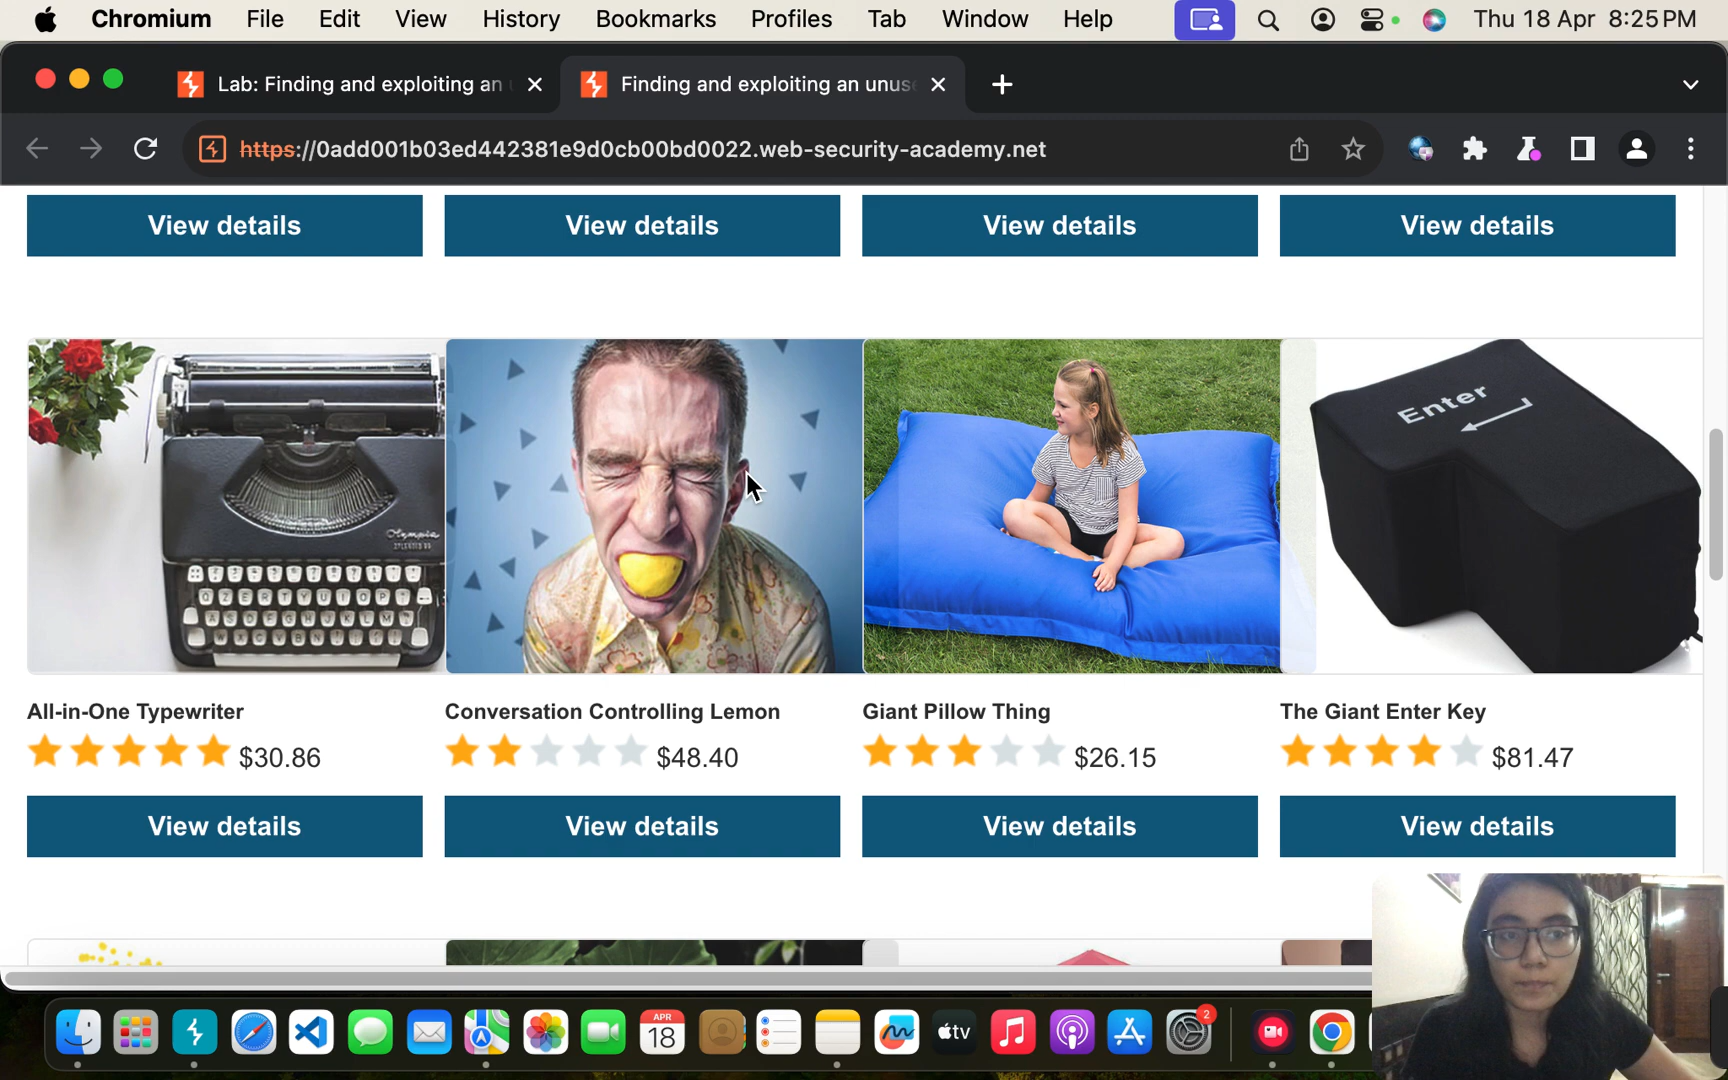 Chromium File Edit View History Bookmarks Profiles Tab Window Help Thu 18 Apr 8:25 PM
Lab: Finding and exploiting an Finding and exploiting an unus
https://0add001b03ed442381e9d0cb00bd0022.web-security-academy.net
View details View details View details View details
Enter
Olympia
All-in-One Typewriter Conversation Controlling Lemon Giant Pillow Thing The Giant Enter Key
$30.86 $48.40 $26.15 $81.47
View details View details View details View details
APR
18
tv
2